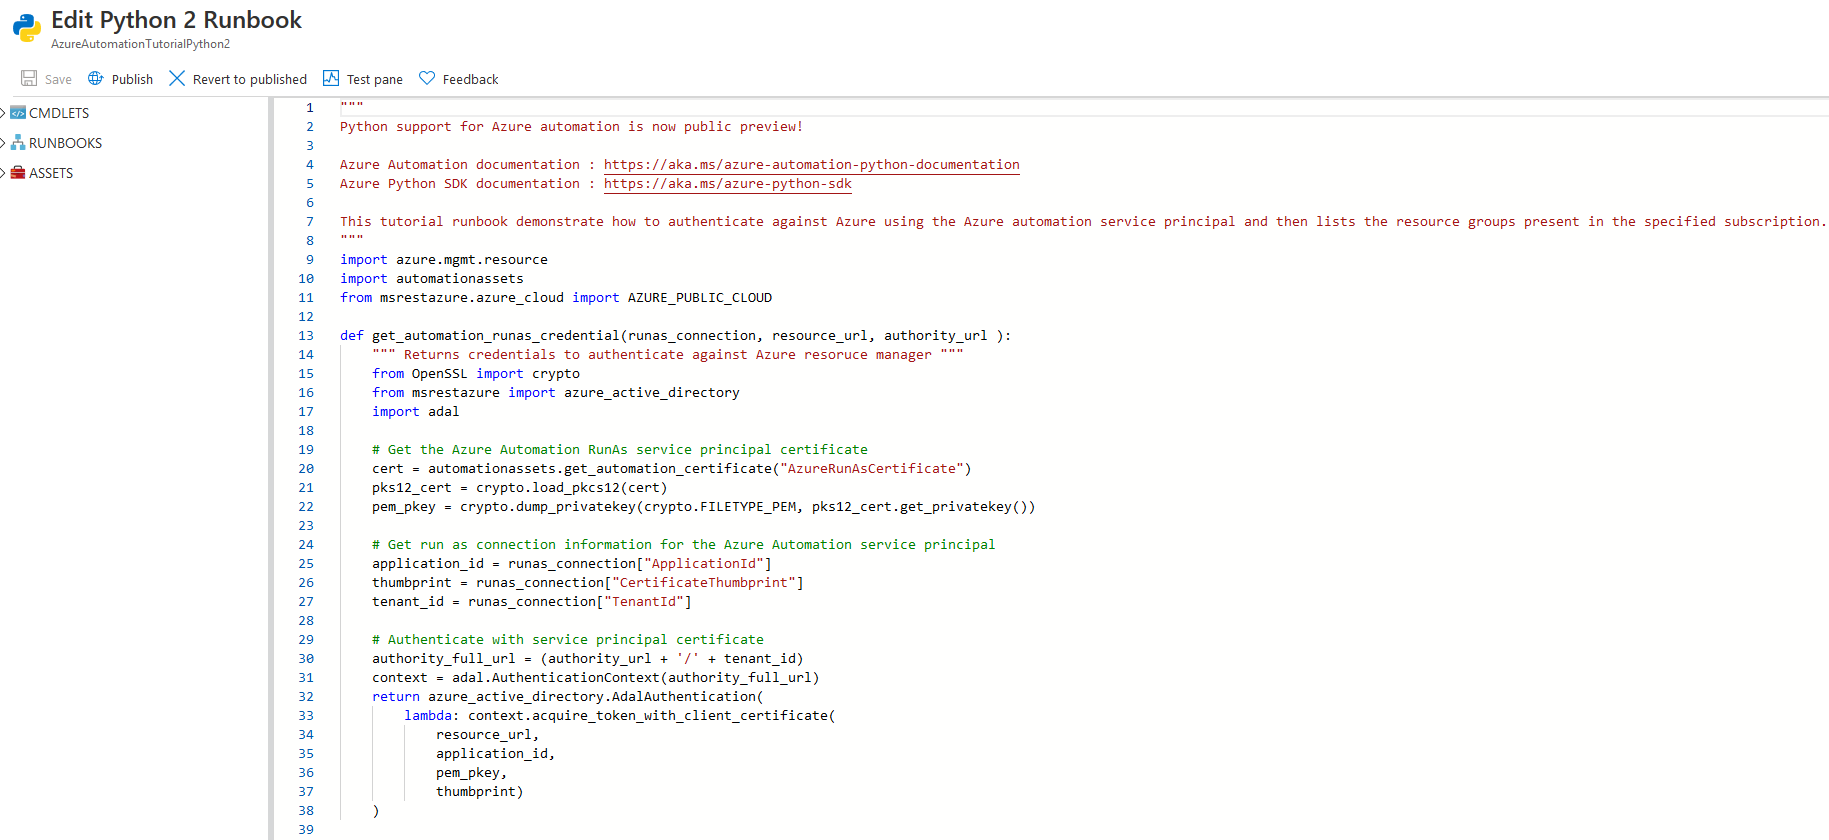 Edit Python 2 Runbook
AzureAutomationTutorialPython2
Save Publish Revert to published Test pane Feedback
CMDLETS
RUNBOOKS
ASSETS
1 """
2 Python support for Azure automation is now public preview!
3
4 Azure Automation documentation : https://aka.ms/azure-automation-python-documentation
5 Azure Python SDK documentation : https://aka.ms/azure-python-sdk
6
7 This tutorial runbook demonstrate how to authenticate against Azure using the Azure automation service principal and then lists the resource groups present in the specified subscription.
8 """
9 import azure.mgmt.resource
10 import automationassets
11 from msrestazure.azure_cloud import AZURE_PUBLIC_CLOUD
12
13 def get_automation_runas_credential(runas_connection, resource_url, authority_url ):
14     """ Returns credentials to authenticate against Azure resoruce manager """
15     from OpenSSL import crypto
16     from msrestazure import azure_active_directory
17     import adal
18
19     # Get the Azure Automation RunAs service principal certificate
20     cert = automationassets.get_automation_certificate("AzureRunAsCertificate")
21     pks12_cert = crypto.load_pkcs12(cert)
22     pem_pkey = crypto.dump_privatekey(crypto.FILETYPE_PEM, pks12_cert.get_privatekey())
23
24     # Get run as connection information for the Azure Automation service principal
25     application_id = runas_connection["ApplicationId"]
26     thumbprint = runas_connection["CertificateThumbprint"]
27     tenant_id = runas_connection["TenantId"]
28
29     # Authenticate with service principal certificate
30     authority_full_url = (authority_url + '/' + tenant_id)
31     context = adal.AuthenticationContext(authority_full_url)
32     return azure_active_directory.AdalAuthentication(
33         lambda: context.acquire_token_with_client_certificate(
34             resource_url,
35             application_id,
36             pem_pkey,
37             thumbprint)
38     )
39